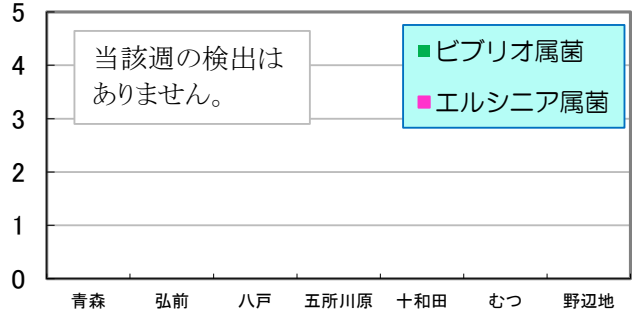 5
4
3
2
1
0
当該週の検出は
ありません。
■ビブリオ属菌
■エルシニア属菌
青森 弘前 八戸 五所川原 十和田 むつ 野辺地